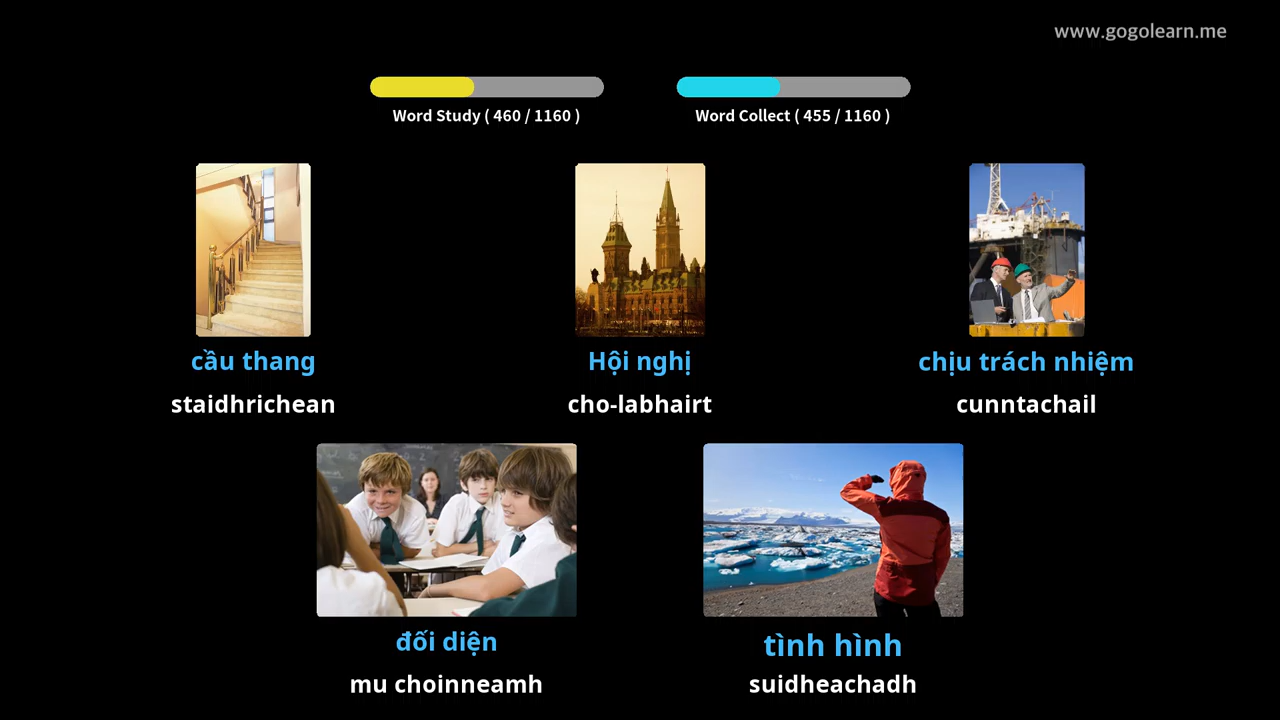 www.gogolearn.me
Word Study ( 460 / 1160 )
Word Collect ( 455 / 1160 )
cầu thang
Hội nghị
chịu trách nhiệm
staidhrichean
cho-labhairt
cunntachail
đối diện
tình hình
mu choinneamh
suidheachadh